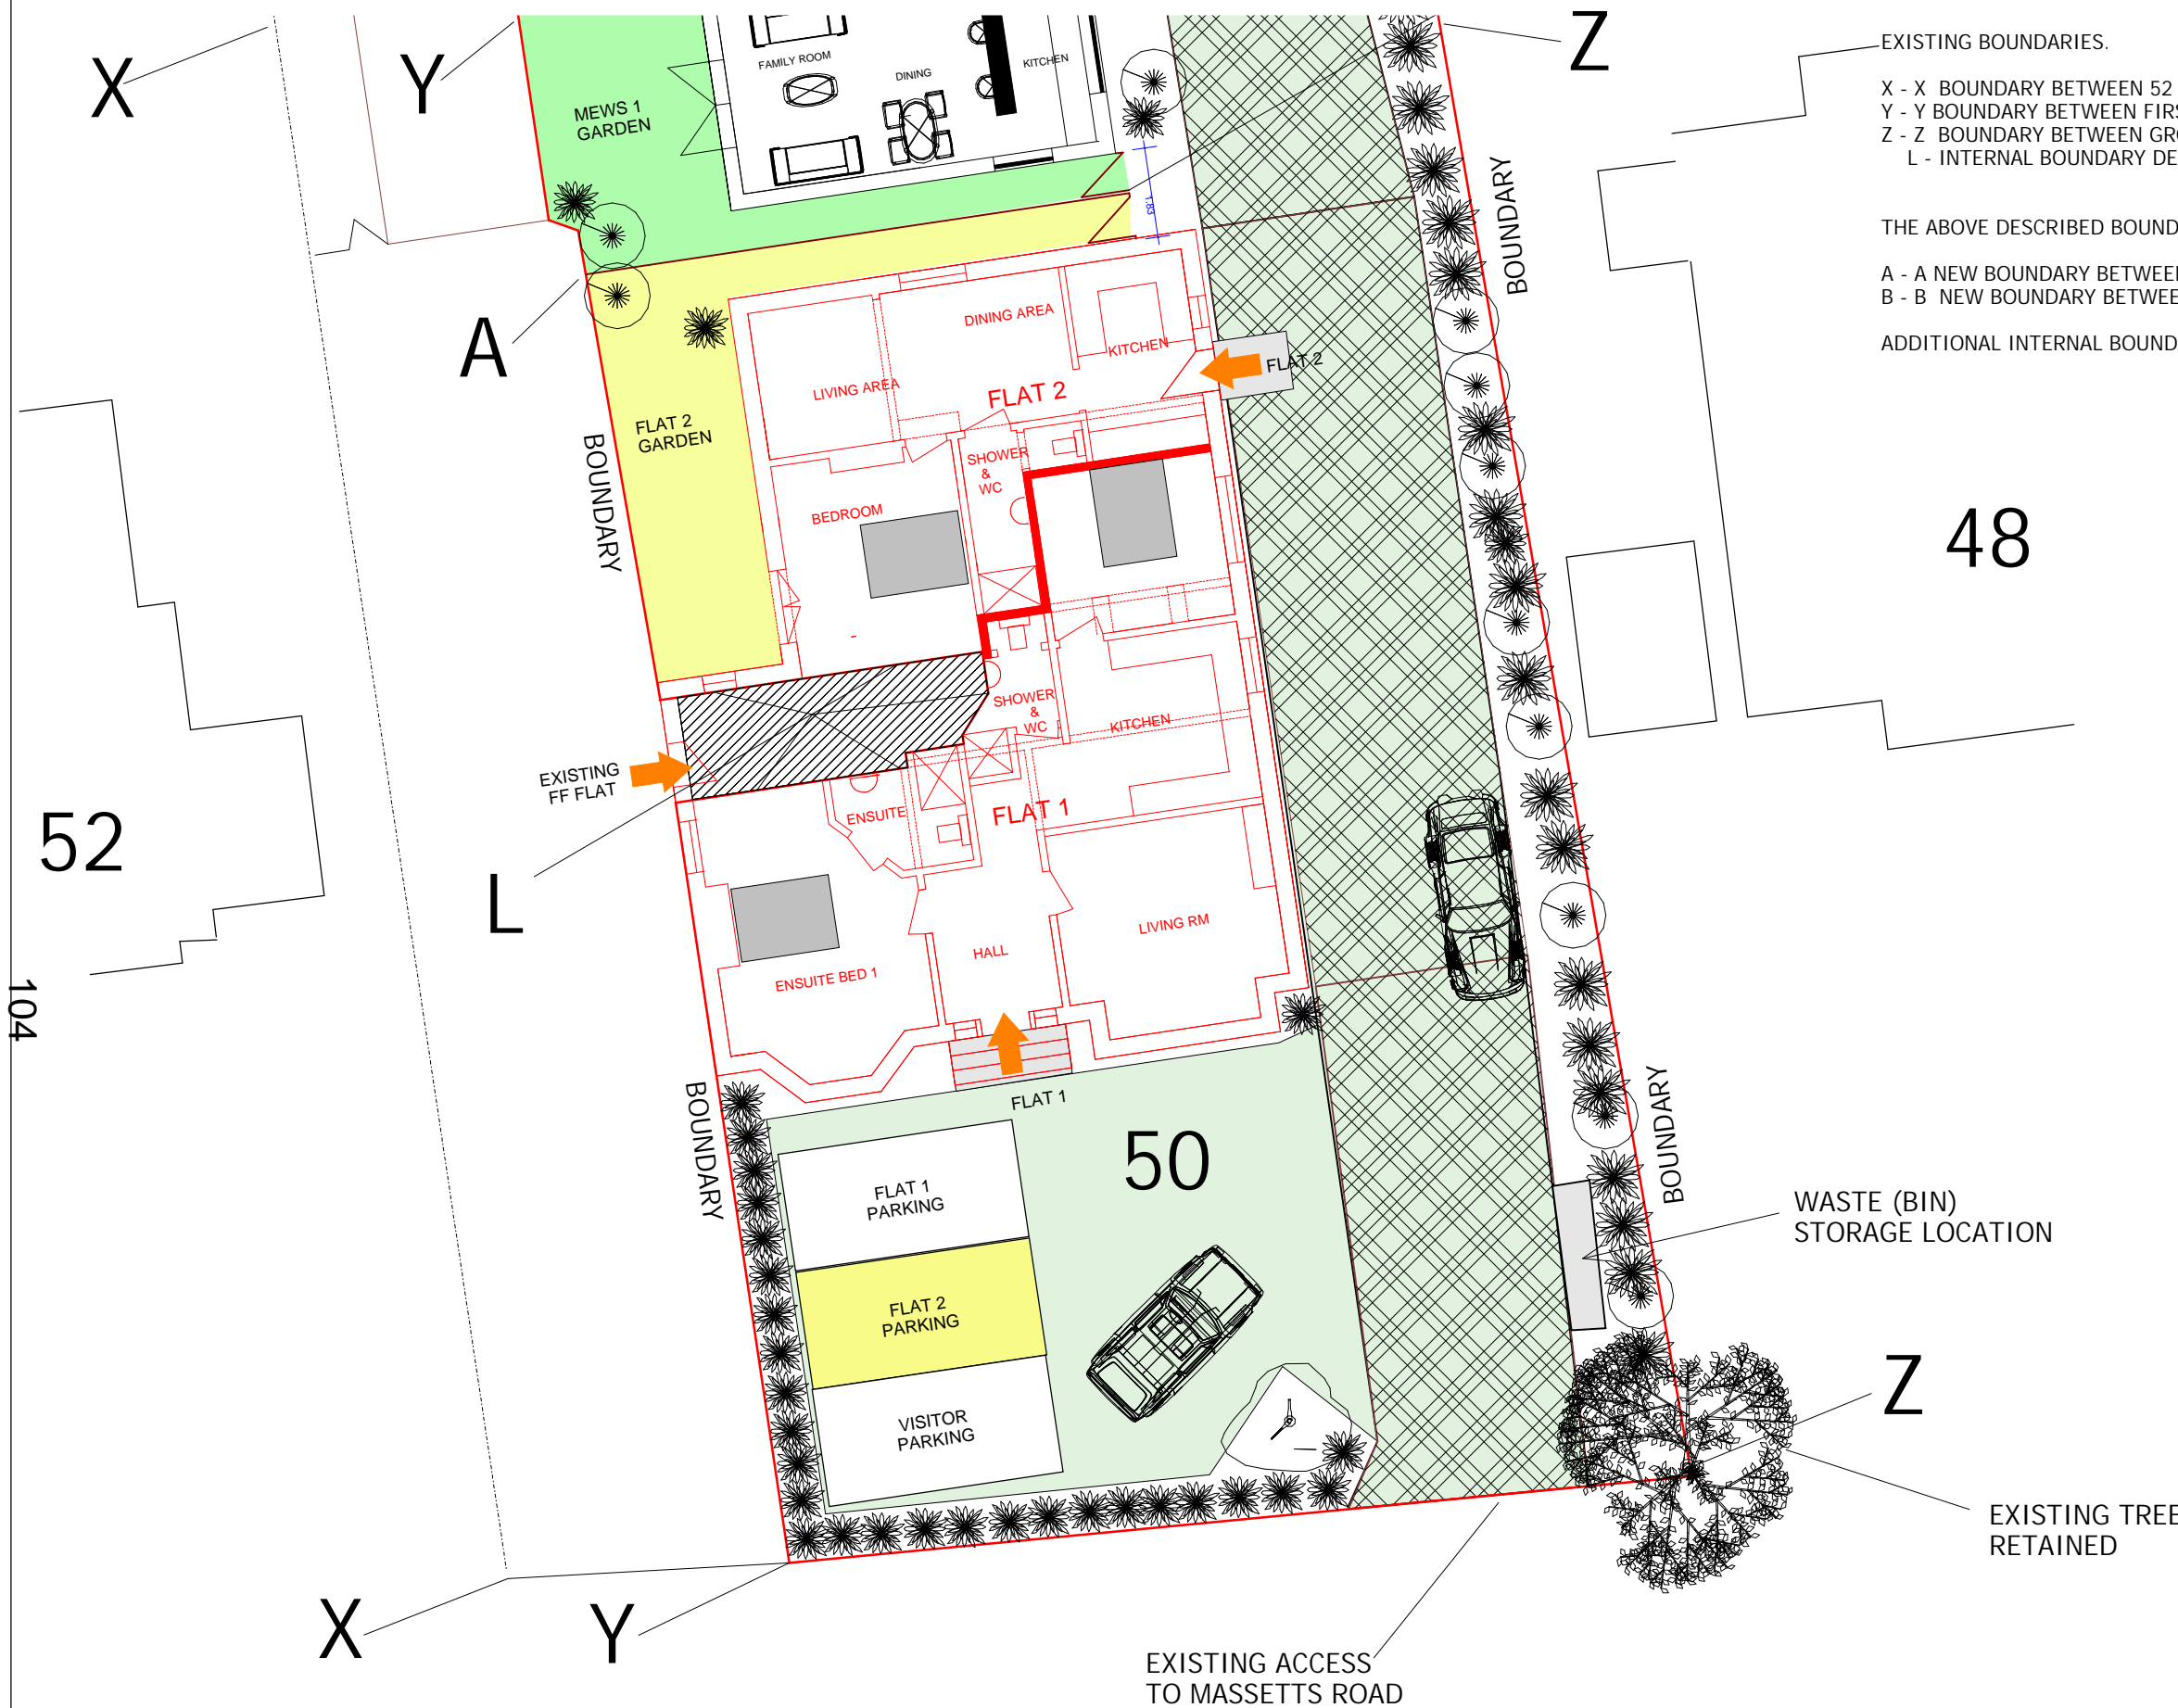 X
Y
Z
EXISTING BOUNDARIES.
X - X BOUNDARY BETWEEN 52
Y - Y BOUNDARY BETWEEN FIRS
Z - Z BOUNDARY BETWEEN GRO
L - INTERNAL BOUNDARY DE
THE ABOVE DESCRIBED BOUND
A - A NEW BOUNDARY BETWEEN
B - B NEW BOUNDARY BETWEE
ADDITIONAL INTERNAL BOUND
FAMILY ROOM
DINING
KITCHEN
MEWS 1
GARDEN
1.83
BOUNDARY
A
DINING AREA
KITCHEN
LIVING AREA
FLAT 2
FLAT 2
FLAT 2
GARDEN
BOUNDARY
SHOWER
&
WC
BEDROOM
48
SHOWER
&
WC
KITCHEN
EXISTING
FF FLAT
52
ENSUITE
FLAT 1
L
LIVING RM
HALL
ENSUITE BED 1
104
BOUNDARY
FLAT 1
50
BOUNDARY
FLAT 1
PARKING
WASTE (BIN)
STORAGE LOCATION
FLAT 2
PARKING
VISITOR
PARKING
Z
EXISTING TREE
RETAINED
X
Y
EXISTING ACCESS
TO MASSETTS ROAD